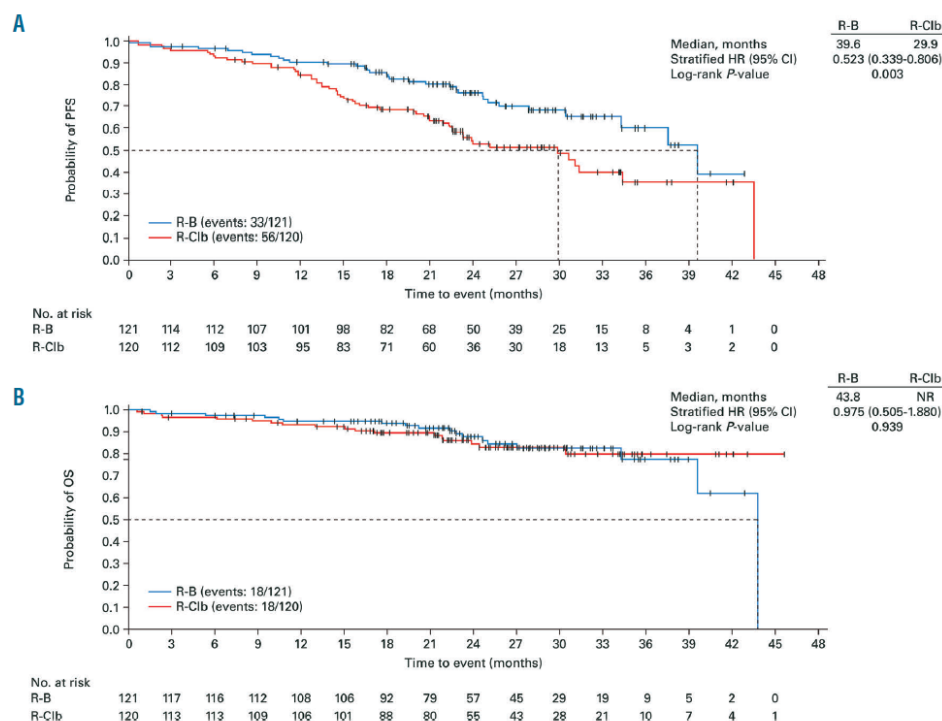 A
R-B R-Clb
Median, months 39.6 29.9
Stratified HR (95% CI) 0.523 (0.339-0.806)
Log-rank P-value 0.003
Probability of PFS
1.0
0.9
0.8
0.7
0.6
0.5
0.4
0.3
0.2
0.1
0.0
R-B (events: 33/121)
R-Clb (events: 56/120)
0 3 6 9 12 15 18 21 24 27 30 33 36 39 42 45 48
Time to event (months)
No. at risk
R-B 121 114 112 107 101 98 82 68 50 39 25 15 8 4 1 0
R-Clb 120 112 109 103 95 83 71 60 36 30 18 13 5 3 2 0
B
R-B R-Clb
Median, months 43.8 NR
Stratified HR (95% CI) 0.975 (0.505-1.880)
Log-rank P-value 0.939
Probability of OS
1.0
0.9
0.8
0.7
0.6
0.5
0.4
0.3
0.2
0.1
0.0
R-B (events: 18/121)
R-Clb (events: 18/120)
0 3 6 9 12 15 18 21 24 27 30 33 36 39 42 45 48
Time to event (months)
No. at risk
R-B 121 117 116 112 108 106 92 79 57 45 29 19 9 5 2 0
R-Clb 120 113 113 109 106 101 88 80 55 43 28 21 10 7 4 1